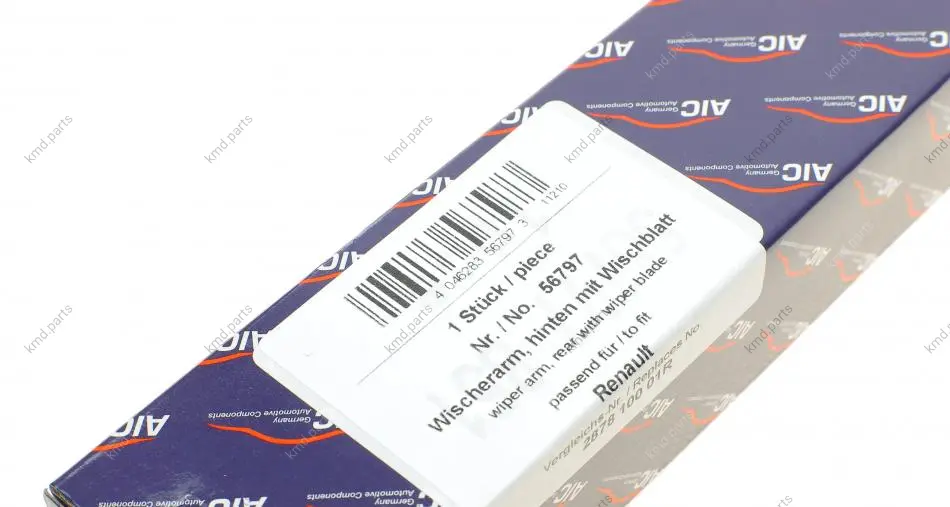 4 046283 56797 3
11210
1 Stück / piece
Nr. / No. 56797
Wischerarm, hinten mit Wischblatt
wiper arm, rear with wiper blade
passend für / to fit
Renault
Vergleichs.Nr. / Replaces No
2878 100 01R
AIC
Germany
Automotive Components
kmd.parts